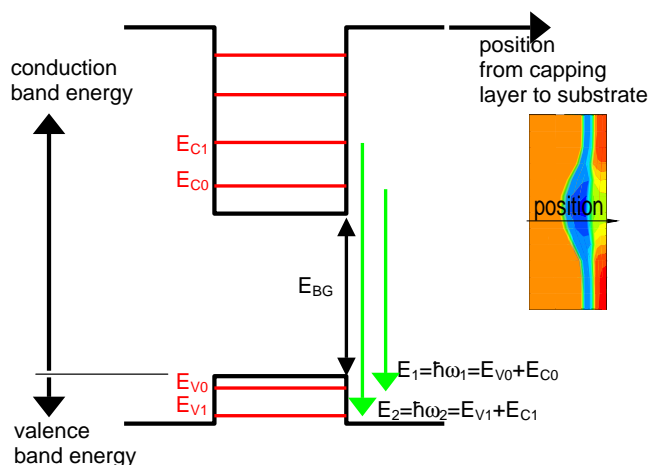 conduction
band energy
position
from capping
layer to substrate
E_C1
E_C0
position
E_BG
E_V0
E_V1
E₁=ħω₁=E_V0+E_C0
E₂=ħω₂=E_V1+E_C1
valence
band energy